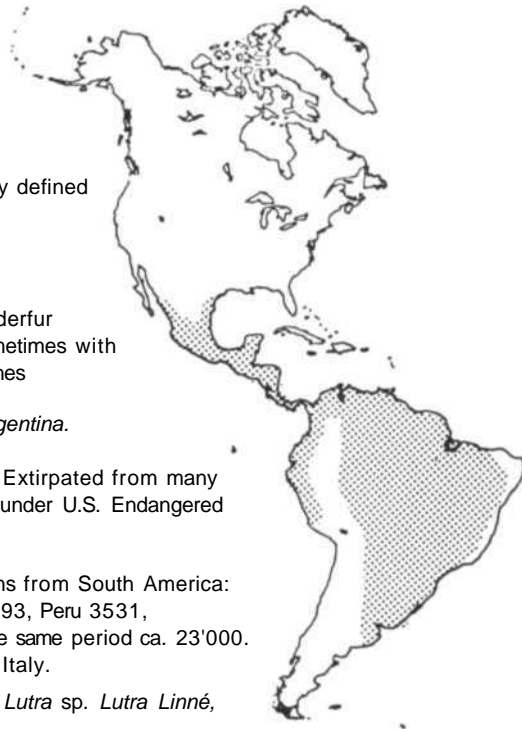 y defined
derfur
netimes with
nes
gentina.
Extirpated from many
under U.S. Endangered
ns from South America:
93, Peru 3531,
e same period ca. 23'000.
Italy.
Lutra sp. Lutra Linné,